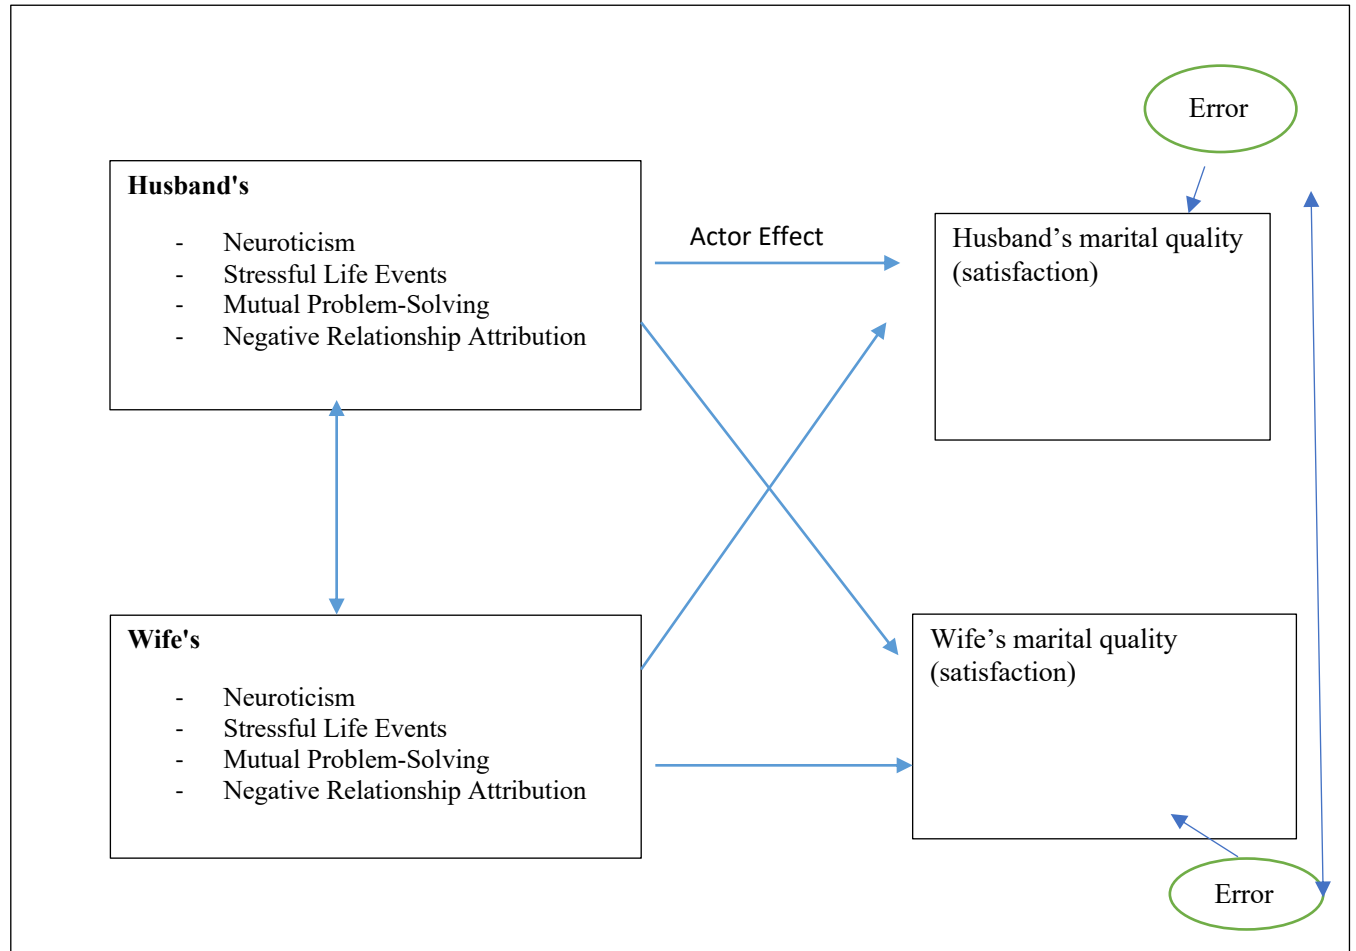 Error
Husband's
- Neuroticism
- Stressful Life Events
- Mutual Problem-Solving
- Negative Relationship Attribution
Actor Effect
Husband’s marital quality
(satisfaction)
Wife's
- Neuroticism
- Stressful Life Events
- Mutual Problem-Solving
- Negative Relationship Attribution
Wife’s marital quality
(satisfaction)
Error